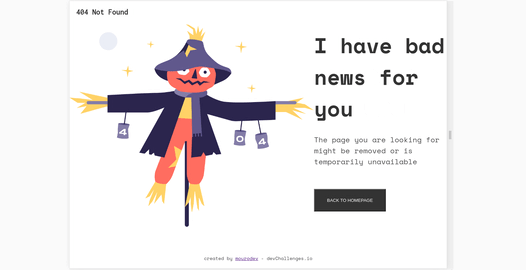 404 Not Found
I have bad
news for
you
4
0
4
The page you are looking for
might be removed or is
temporarily unavailable
BACK TO HOMEPAGE
created by mourodev - devChallenges.io